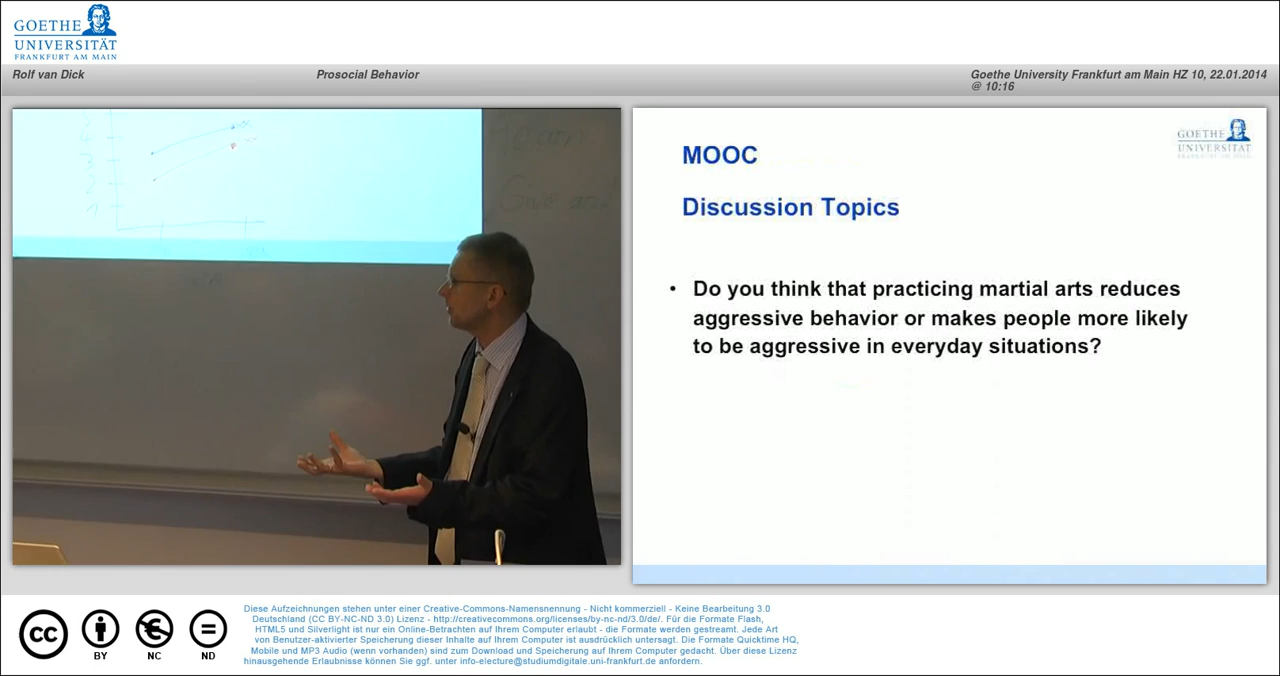 GOETHE
UNIVERSITÄT
FRANKFURT AM MAIN
Rolf van Dick
Prosocial Behavior
Goethe University Frankfurt am Main HZ 10, 22.01.2014
@ 10:16
GOETHE
UNIVERSITÄT
FRANKFURT AM MAIN
MOOC
Discussion Topics
• Do you think that practicing martial arts reduces
aggressive behavior or makes people more likely
to be aggressive in everyday situations?
cc
BY
NC
ND
Diese Aufzeichnungen stehen unter einer Creative-Commons-Namensnennung - Nicht kommerziell - Keine Bearbeitung 3.0
Deutschland (CC BY-NC-ND 3.0) Lizenz - http://creativecommons.org/licenses/by-nc-nd/3.0/de/. Für die Formate Flash,
HTML5 und Silverlight ist nur ein Online-Betrachten auf Ihrem Computer erlaubt - die Formate werden gestreamt. Jede Art
von Benutzer-aktivierter Speicherung dieser Inhalte auf Ihrem Computer ist ausdrücklich untersagt. Die Formate Quicktime HQ,
Mobile und MP3 Audio (wenn vorhanden) sind zum Download und Speicherung auf Ihrem Computer gedacht. Über diese Lizenz
hinausgehende Erlaubnisse können Sie ggf. unter info-electure@studiumdigitale.uni-frankfurt.de anfordern.